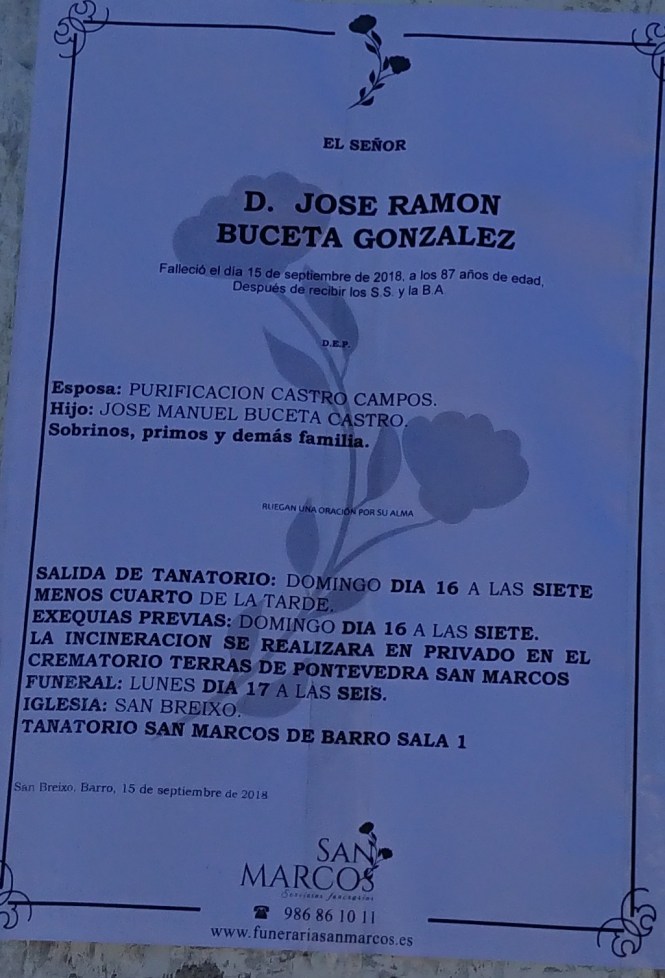 EL SEÑOR
D. JOSE RAMON
BUCETA GONZALEZ
Falleció el día 15 de septiembre de 2018, a los 87 años de edad,
Después de recibir los S.S. y la B.A.
D.E.P.
Esposa: PURIFICACION CASTRO CAMPOS.
Hijo: JOSE MANUEL BUCETA CASTRO.
Sobrinos, primos y demás familia.
RUEGAN UNA ORACIÓN POR SU ALMA
SALIDA DE TANATORIO: DOMINGO DIA 16 A LAS SIETE
MENOS CUARTO DE LA TARDE.
EXEQUIAS PREVIAS: DOMINGO DIA 16 A LAS SIETE.
LA INCINERACION SE REALIZARA EN PRIVADO EN EL
CREMATORIO TERRAS DE PONTEVEDRA SAN MARCOS
FUNERAL: LUNES DIA 17 A LAS SEIS.
IGLESIA: SAN BREIXO.
TANATORIO SAN MARCOS DE BARRO SALA 1
San Breixo, Barro, 15 de septiembre de 2018
SAN
MARCOS
Servicios funerarios
☎ 986 86 10 11
www.funerariasanmarcos.es